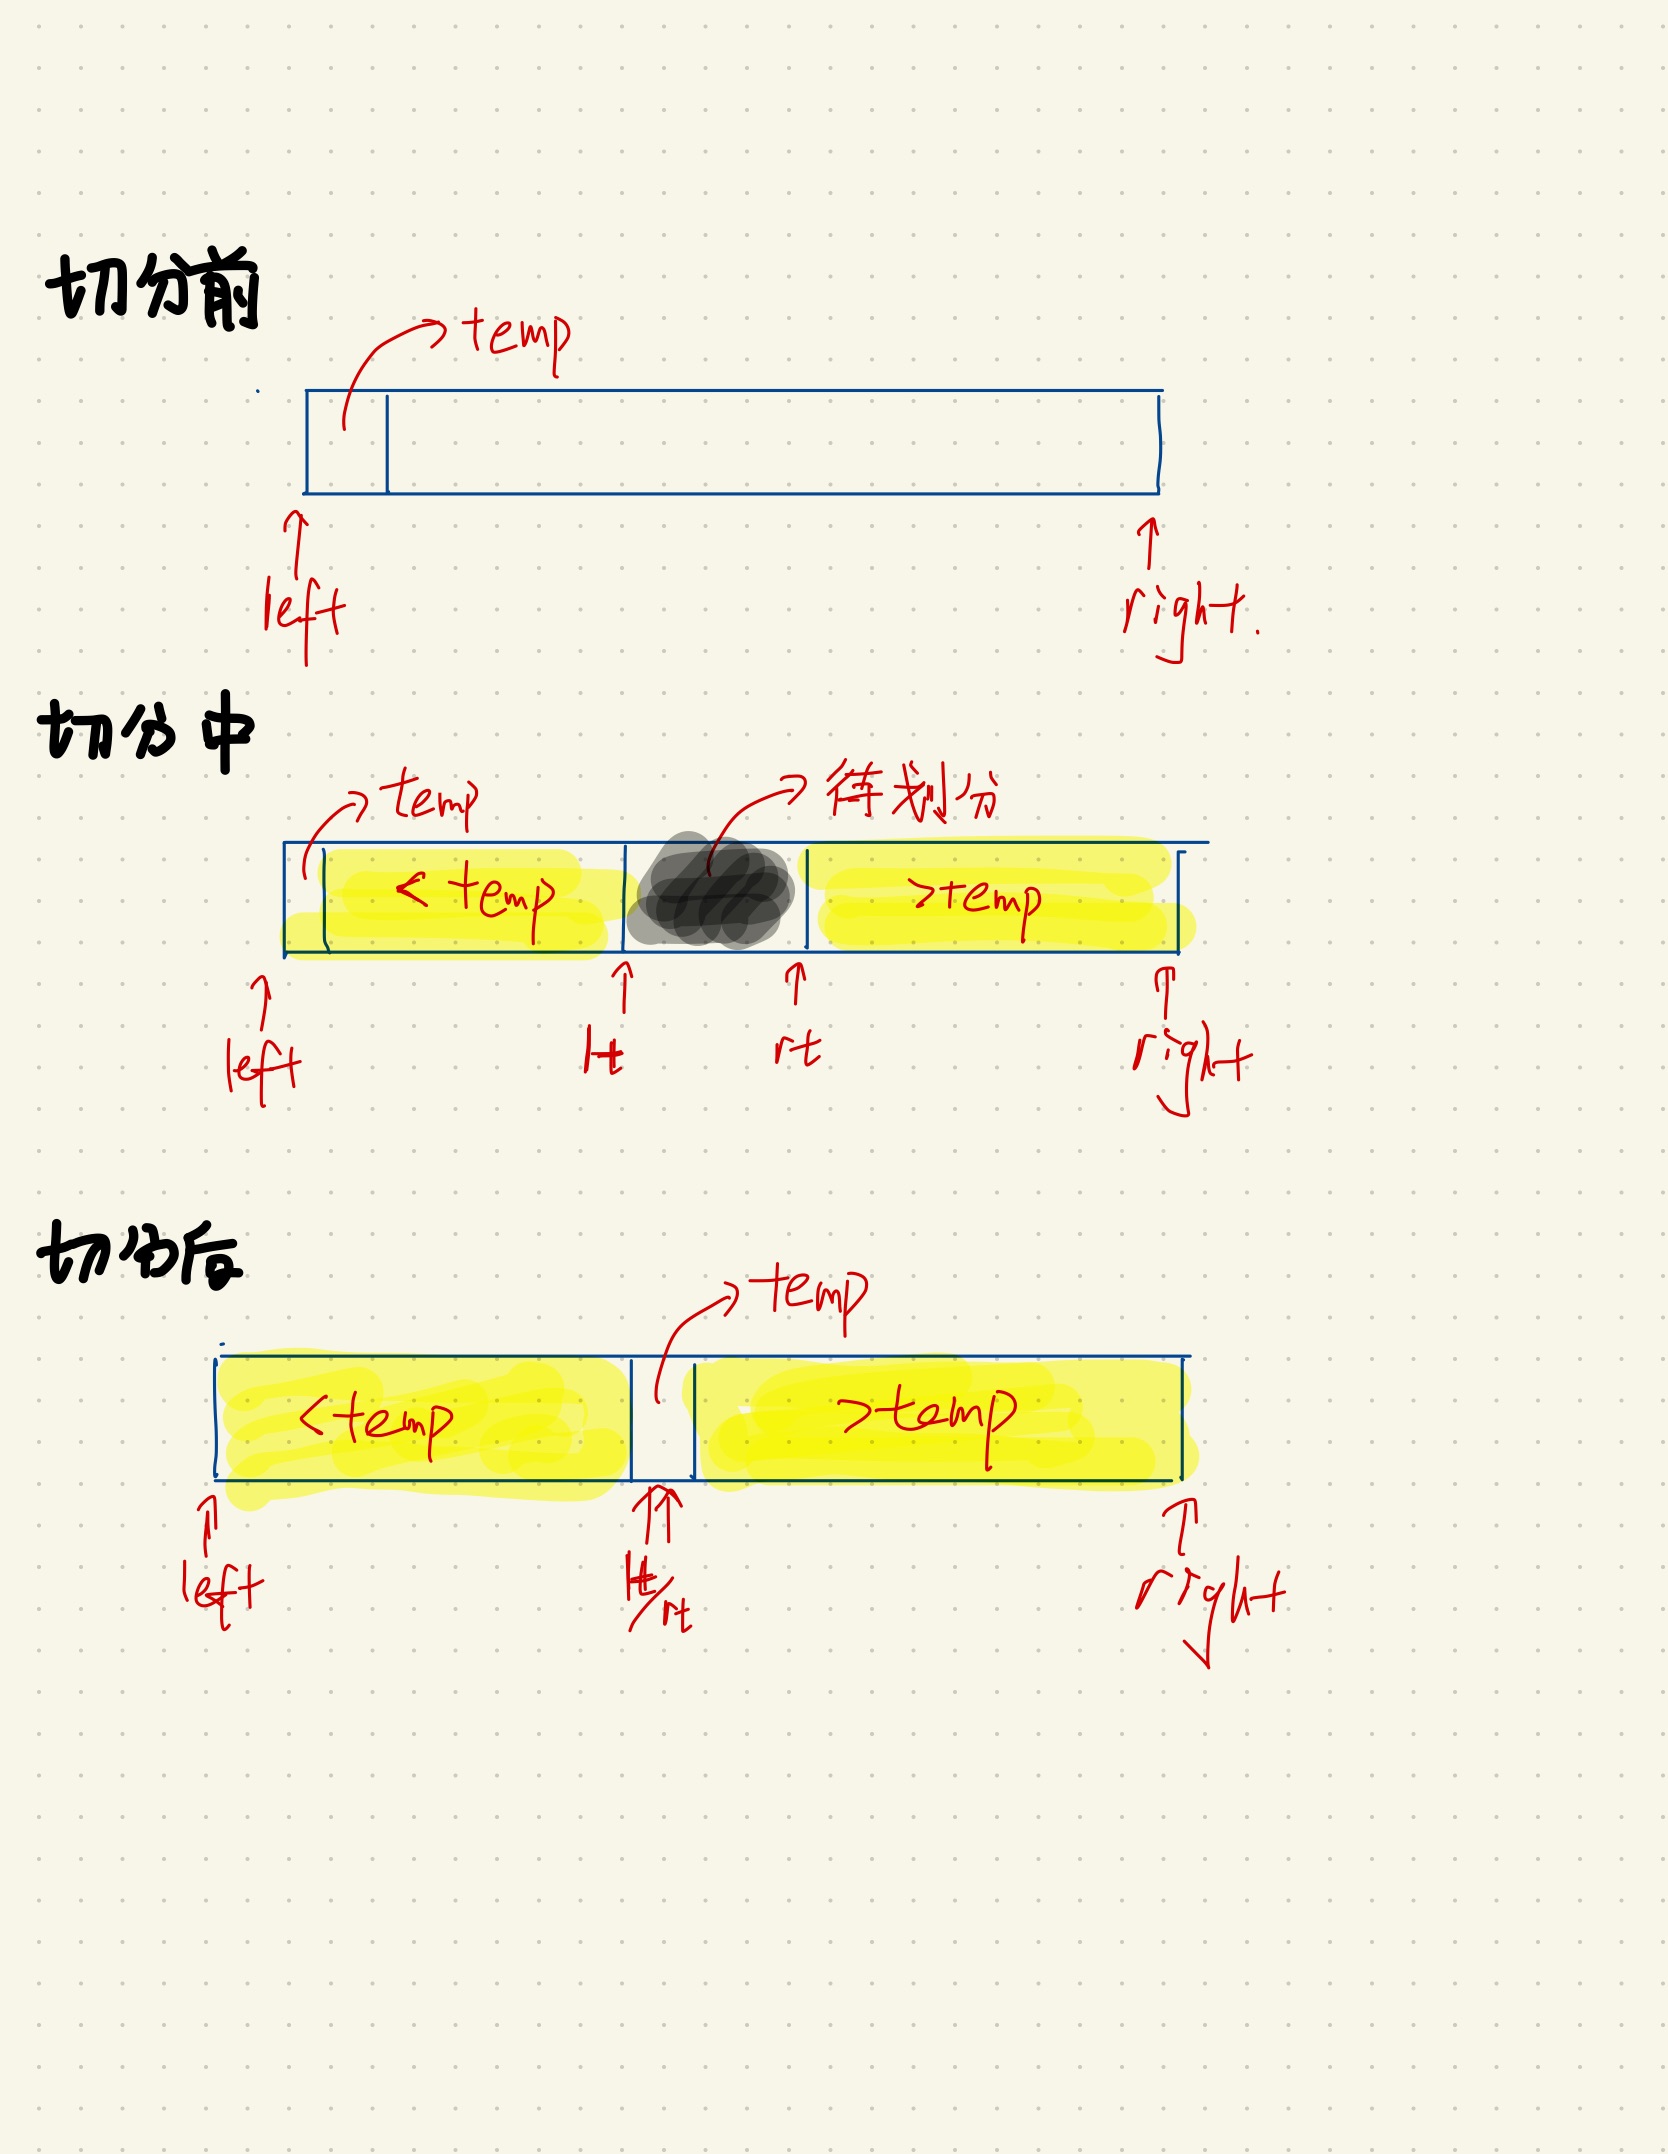 切分前
temp
left right.
切分中
temp 待划分
< temp >temp
left lt rt right
切分后
temp
<temp >temp
left lt/rt right